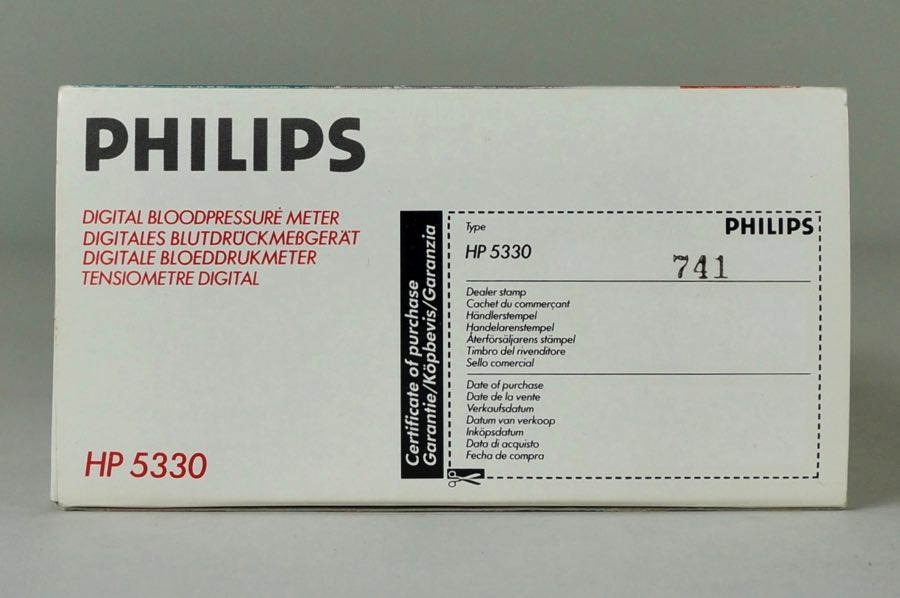 PHILIPS
DIGITAL BLOODPRESSURE METER
DIGITALES BLUTDRÜCKMEBGERÄT
DIGITALE BLOEDDRUKMETER
TENSIOMETRE DIGITAL
HP 5330
Certificate of purchase
Garantie/Köpbevis/Garanzia
Type
PHILIPS
HP 5330
741
Dealer stamp
Cachet du commerçant
Händlerstempel
Handelarenstempel
Återförsäljarens stämpel
Timbro del rivenditore
Sello comercial
Date of purchase
Date de la vente
Verkaufsdatum
Datum van verkoop
Inköpsdatum
Data di acquisto
Fecha de compra